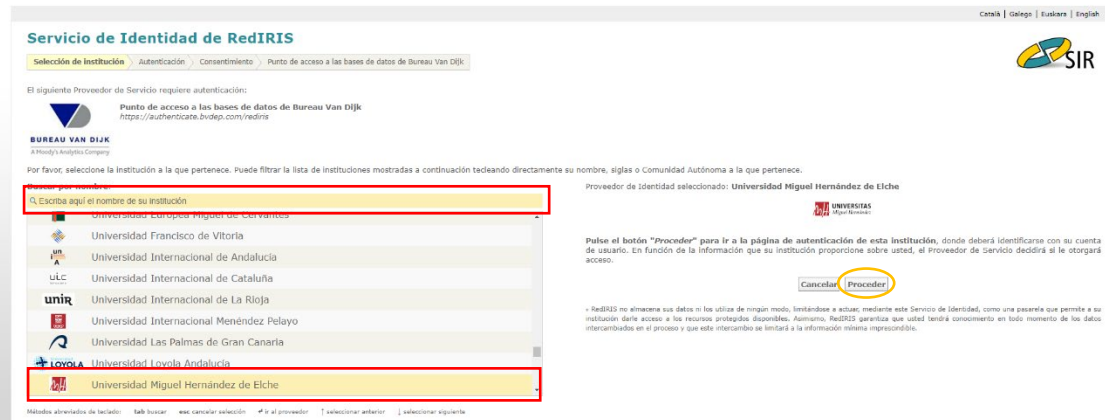 Català | Galego | Euskara | English
Servicio de Identidad de RedIRIS
Selección de institución Autenticación Consentimiento Punto de acceso a las bases de datos de Bureau Van Dijk
SIR
El siguiente Proveedor de Servicio requiere autenticación:
Punto de acceso a las bases de datos de Bureau Van Dijk
https://authenticate.bvdep.com/rediris
BUREAU VAN DIJK
A Moody's Analytics Company
Por favor, seleccione la institución a la que pertenece. Puede filtrar la lista de instituciones mostradas a continuación tecleando directamente su nombre, siglas o Comunidad Autónoma a la que pertenece.
Buscar por nombre:
Escriba aquí el nombre de su institución
Universidad Europea Miguel de Cervantes
Universidad Francisco de Vitoria
un i A
Universidad Internacional de Andalucía
uic
Universidad Internacional de Cataluña
unir
Universidad Internacional de La Rioja
Universidad Internacional Menéndez Pelayo
Universidad Las Palmas de Gran Canaria
LOYOLA
Universidad Loyola Andalucia
Universidad Miguel Hernández de Elche
Métodos abreviados de teclado: tab buscar esc cancelar selección ↵ ir al proveedor ↑ seleccionar anterior ↓ seleccionar siguiente
Proveedor de Identidad seleccionado: Universidad Miguel Hernández de Elche
UNIVERSITAS
Miguel Hernández
Pulse el botón "Proceder" para ir a la página de autenticación de esta institución, donde deberá identificarse con su cuenta
de usuario. En función de la información que su institución proporcione sobre usted, el Proveedor de Servicio decidirá si le otorgará
acceso.
Cancelar Proceder
RedIRIS no almacena sus datos ni los utiliza de ningún modo, limitándose a actuar, mediante este Servicio de Identidad, como una pasarela que permite a su
institución darle acceso a los recursos protegidos disponibles. Asimismo, RedIRIS garantiza que usted tendrá conocimiento en todo momento de los datos
intercambiados en el proceso y que este intercambio se limitará a la información mínima imprescindible.